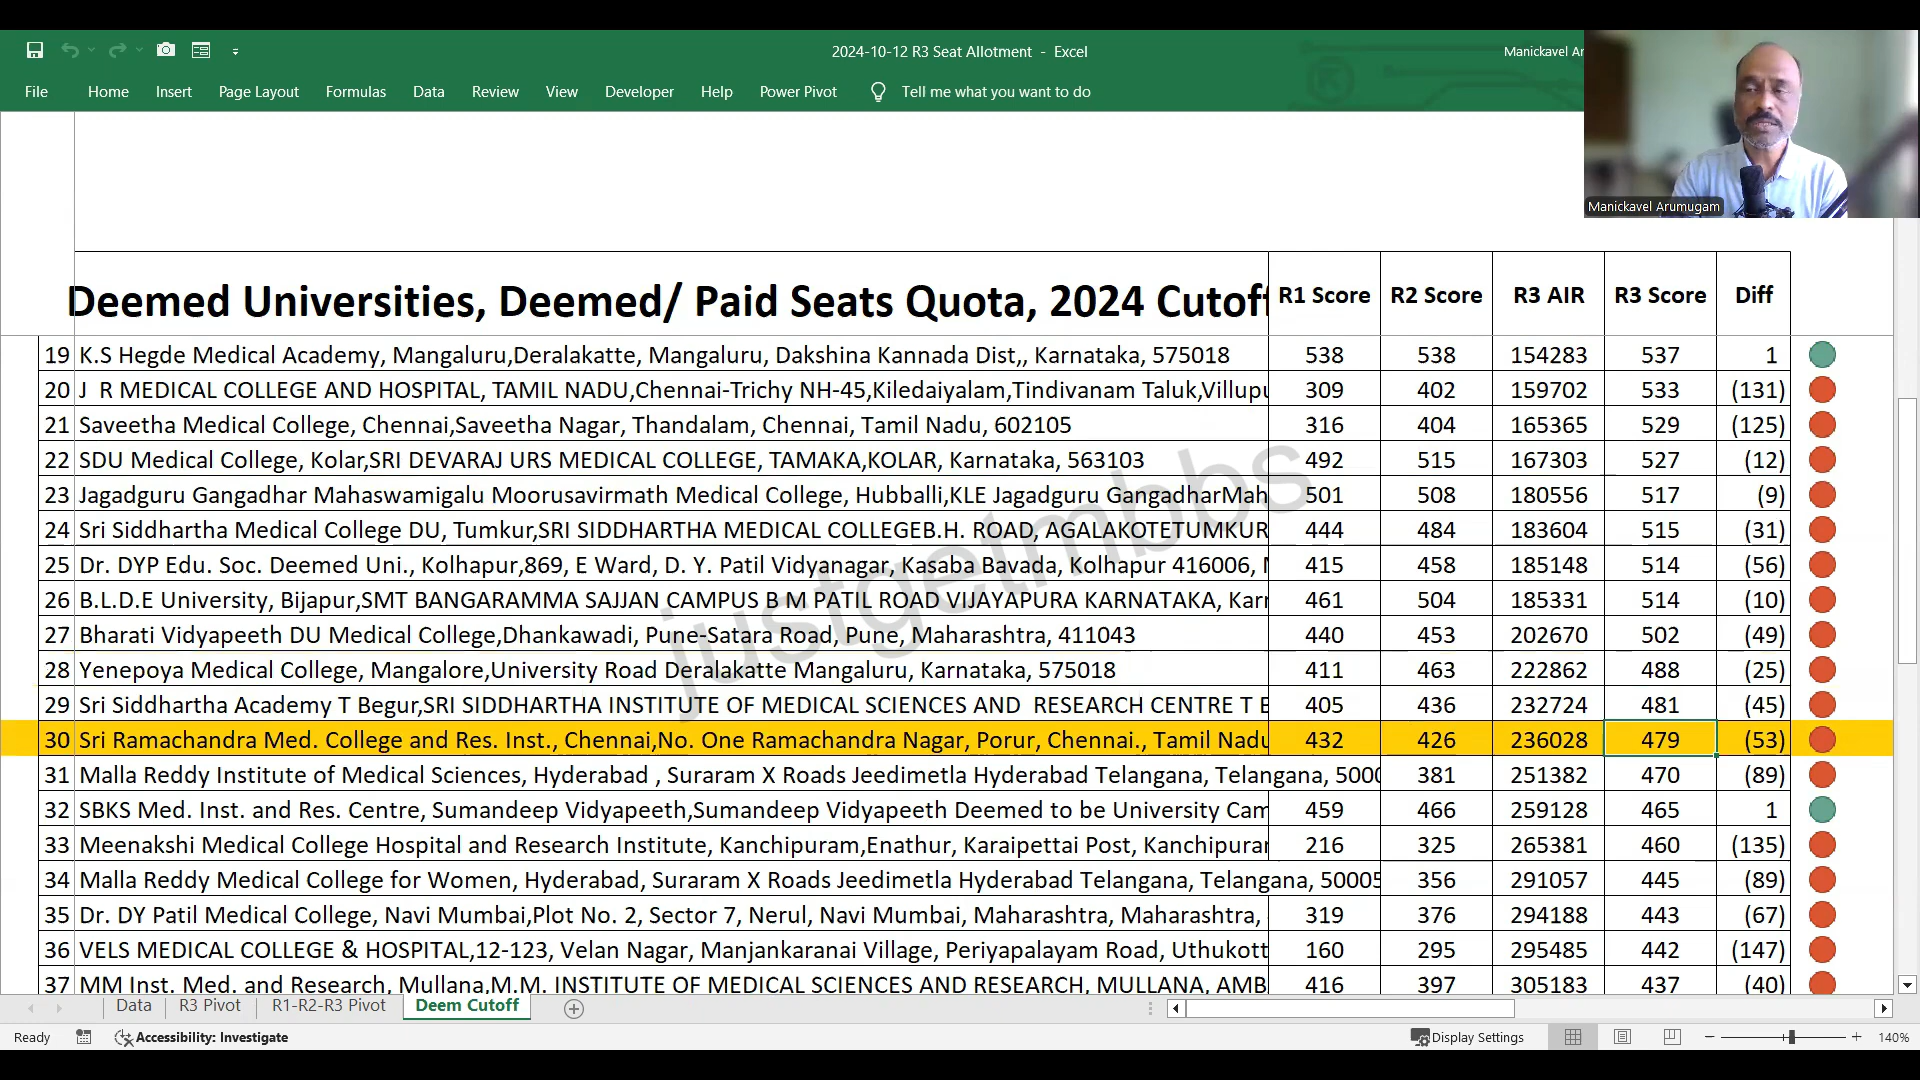 2024-10-12 R3 Seat Allotment - Excel
Manickavel Ar
File Home Insert Page Layout Formulas Data Review View Developer Help Power Pivot Tell me what you want to do
Manickavel Arumugam
Deemed Universities, Deemed/ Paid Seats Quota, 2024 Cutoff R1 Score R2 Score R3 AIR R3 Score Diff
19 K.S Hegde Medical Academy, Mangaluru,Deralakatte, Mangaluru, Dakshina Kannada Dist,, Karnataka, 575018 538 538 154283 537 1
20 J R MEDICAL COLLEGE AND HOSPITAL, TAMIL NADU,Chennai-Trichy NH-45,Kiledaiyalam,Tindivanam Taluk,Villupu 309 402 159702 533 (131)
21 Saveetha Medical College, Chennai,Saveetha Nagar, Thandalam, Chennai, Tamil Nadu, 602105 316 404 165365 529 (125)
22 SDU Medical College, Kolar,SRI DEVARAJ URS MEDICAL COLLEGE, TAMAKA,KOLAR, Karnataka, 563103 492 515 167303 527 (12)
23 Jagadguru Gangadhar Mahaswamigalu Moorusavirmath Medical College, Hubballi,KLE Jagadguru GangadharMah 501 508 180556 517 (9)
24 Sri Siddhartha Medical College DU, Tumkur,SRI SIDDHARTHA MEDICAL COLLEGEB.H. ROAD, AGALAKOTETUMKUR 444 484 183604 515 (31)
25 Dr. DYP Edu. Soc. Deemed Uni., Kolhapur,869, E Ward, D. Y. Patil Vidyanagar, Kasaba Bavada, Kolhapur 416006, M 415 458 185148 514 (56)
26 B.L.D.E University, Bijapur,SMT BANGARAMMA SAJJAN CAMPUS B M PATIL ROAD VIJAYAPURA KARNATAKA, Karr 461 504 185331 514 (10)
27 Bharati Vidyapeeth DU Medical College,Dhankawadi, Pune-Satara Road,Pune, Maharashtra, 411043 440 453 202670 502 (49)
28 Yenepoya Medical College, Mangalore,University Road Deralakatte Mangaluru, Karnataka, 575018 411 463 222862 488 (25)
29 Sri Siddhartha Academy T Begur,SRI SIDDHARTHA INSTITUTE OF MEDICAL SCIENCES AND RESEARCH CENTRE T B 405 436 232724 481 (45)
30 Sri Ramachandra Med. College and Res. Inst., Chennai,No. One Ramachandra Nagar, Porur, Chennai., Tamil Nadu 432 426 236028 479 (53)
31 Malla Reddy Institute of Medical Sciences, Hyderabad , Suraram X Roads Jeedimetla Hyderabad Telangana, Telangana, 5000 381 251382 470 (89)
32 SBKS Med. Inst. and Res. Centre, Sumandeep Vidyapeeth,Sumandeep Vidyapeeth Deemed to be University Cam 459 466 259128 465 1
33 Meenakshi Medical College Hospital and Research Institute, Kanchipuram,Enathur, Karaipettai Post, Kanchipurar 216 325 265381 460 (135)
34 Malla Reddy Medical College for Women, Hyderabad, Suraram X Roads Jeedimetla Hyderabad Telangana, Telangana, 50005 356 291057 445 (89)
35 Dr. DY Patil Medical College, Navi Mumbai,Plot No. 2, Sector 7, Nerul, Navi Mumbai, Maharashtra, Maharashtra, 319 376 294188 443 (67)
36 VELS MEDICAL COLLEGE & HOSPITAL,12-123, Velan Nagar, Manjankaranai Village, Periyapalayam Road, Uthukott 160 295 295485 442 (147)
37 MM Inst. Med. and Research, Mullana,M.M. INSTITUTE OF MEDICAL SCIENCES AND RESEARCH, MULLANA, AMB 416 397 305183 437 (40)
justgetmbbs
Data R3 Pivot R1-R2-R3 Pivot Deem Cutoff
Ready Accessibility: Investigate Display Settings 140%